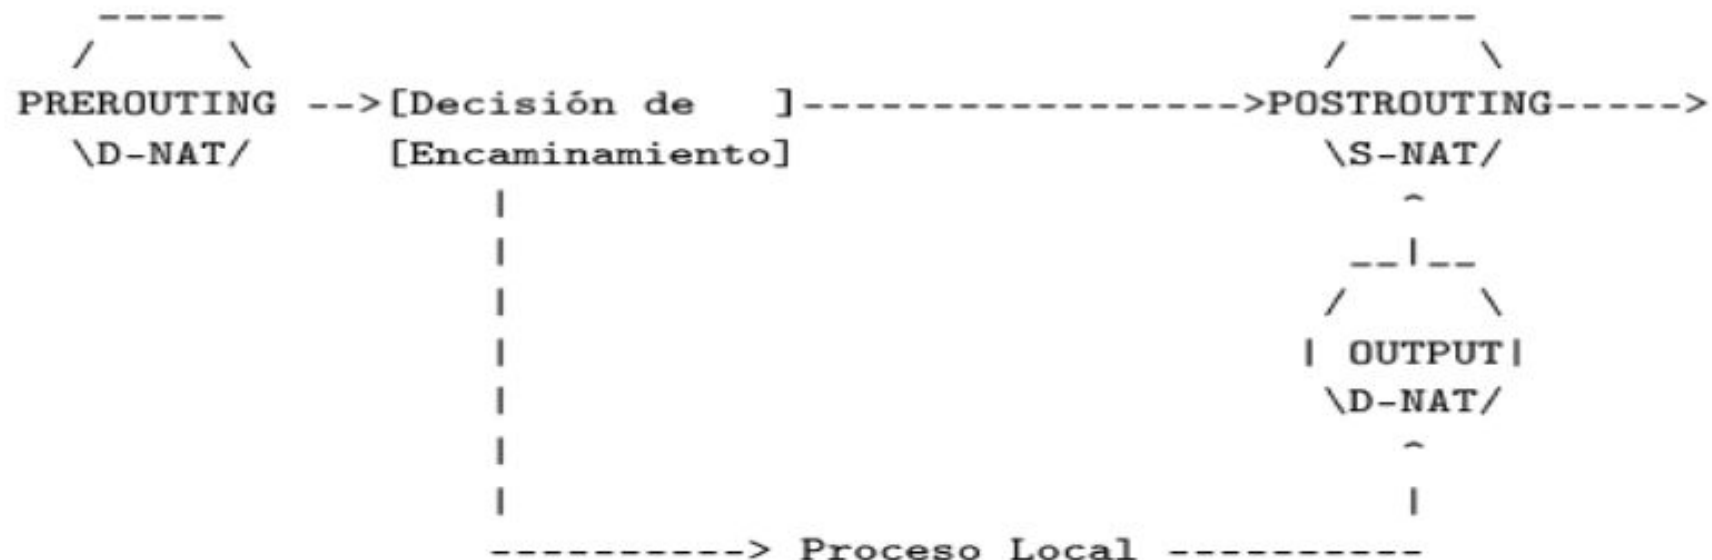 PREROUTING -->[Decisión de   ]----------------->POSTROUTING----->
\D-NAT/ [Encaminamiento] \S-NAT/
| OUTPUT|
\D-NAT/
----------> Proceso Local ----------